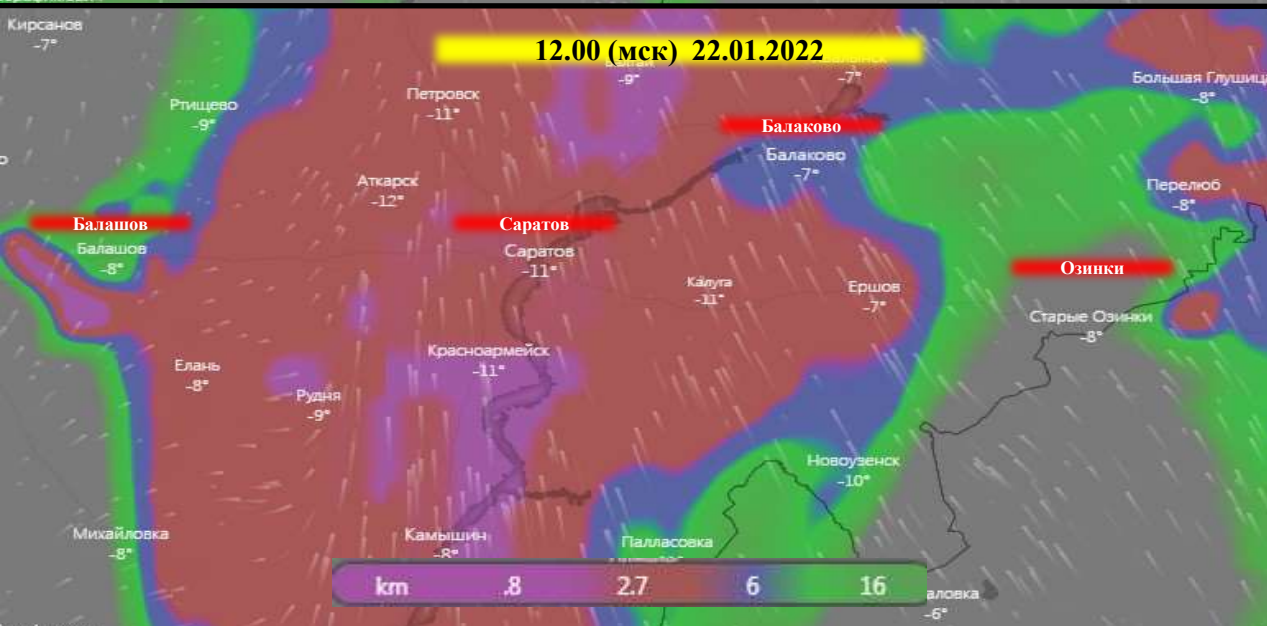 Кирсанов
-7°
12.00 (мск) 22.01.2022
-9°
-7°
Большая Глушица
-8°
Ртищево
-9°
Петровск
-11°
Балаково
Балаково
-7°
Аткарск
-12°
Перелюб
-8°
Балашов
Балашов
-8°
Саратов
Саратов
-11°
Озинки
Калуга
-11°
Ершов
-7°
Старые Озинки
-8°
Елань
-8°
Рудня
-9°
Красноармейск
-11°
Новоузенск
-10°
Михайловка
-8°
Камышин
-8°
Палласовка
km .8 2.7 6 16
аловка
-6°